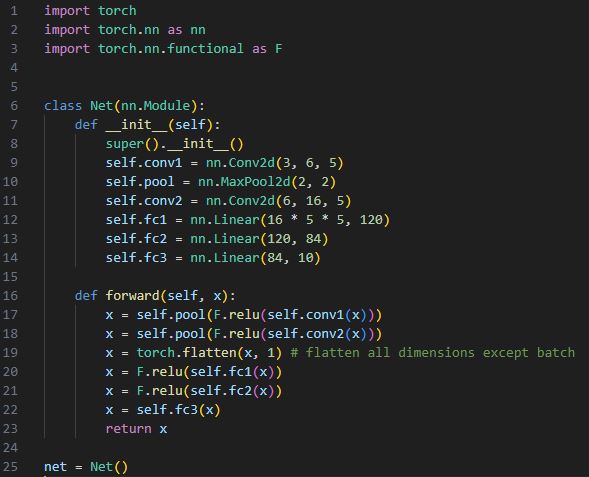 1 import torch
2 import torch.nn as nn
3 import torch.nn.functional as F
4
5
6 class Net(nn.Module):
7     def __init__(self):
8         super().__init__()
9         self.conv1 = nn.Conv2d(3, 6, 5)
10         self.pool = nn.MaxPool2d(2, 2)
11         self.conv2 = nn.Conv2d(6, 16, 5)
12         self.fc1 = nn.Linear(16 * 5 * 5, 120)
13         self.fc2 = nn.Linear(120, 84)
14         self.fc3 = nn.Linear(84, 10)
15
16     def forward(self, x):
17         x = self.pool(F.relu(self.conv1(x)))
18         x = self.pool(F.relu(self.conv2(x)))
19         x = torch.flatten(x, 1) # flatten all dimensions except batch
20         x = F.relu(self.fc1(x))
21         x = F.relu(self.fc2(x))
22         x = self.fc3(x)
23         return x
24
25 net = Net()